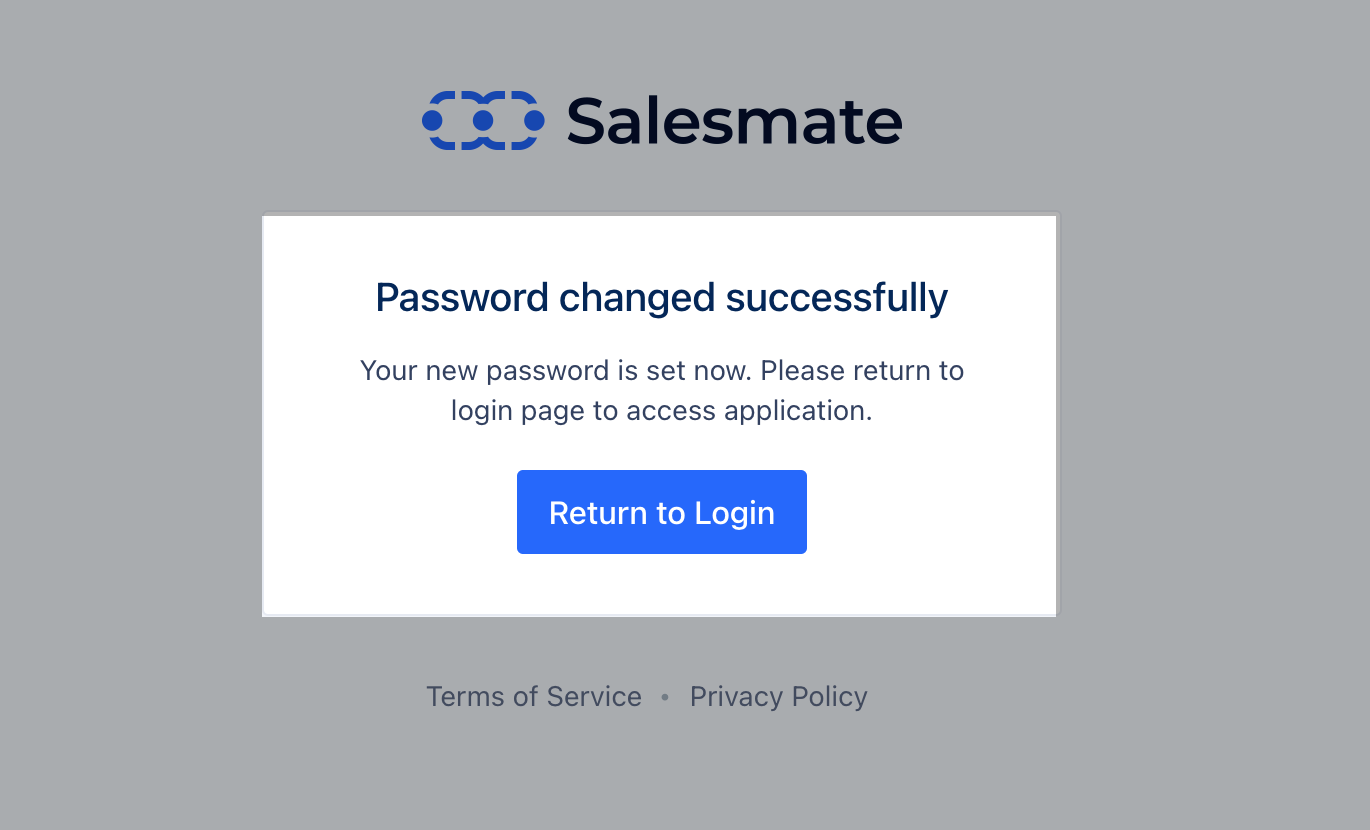 Salesmate
Password changed successfully
Your new password is set now. Please return to
login page to access application.
Return to Login
Terms of Service • Privacy Policy